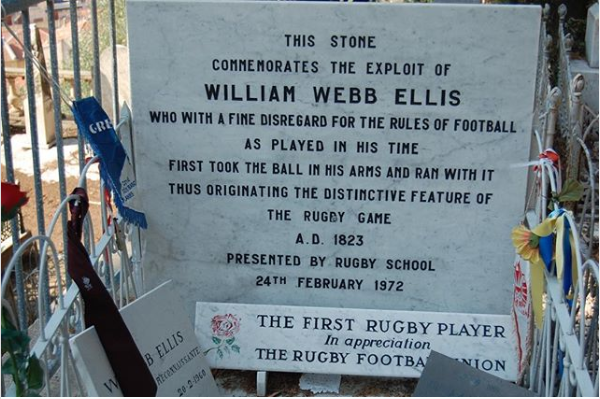 THIS STONE
COMMEMORATES THE EXPLOIT OF
WILLIAM WEBB ELLIS
WHO WITH A FINE DISREGARD FOR THE RULES OF FOOTBALL
AS PLAYED IN HIS TIME
FIRST TOOK THE BALL IN HIS ARMS AND RAN WITH IT
THUS ORIGINATING THE DISTINCTIVE FEATURE OF
THE RUGBY GAME
A.D. 1823
PRESENTED BY RUGBY SCHOOL
24TH FEBRUARY 1972
THE FIRST RUGBY PLAYER
In appreciation
THE RUGBY
ELLIS